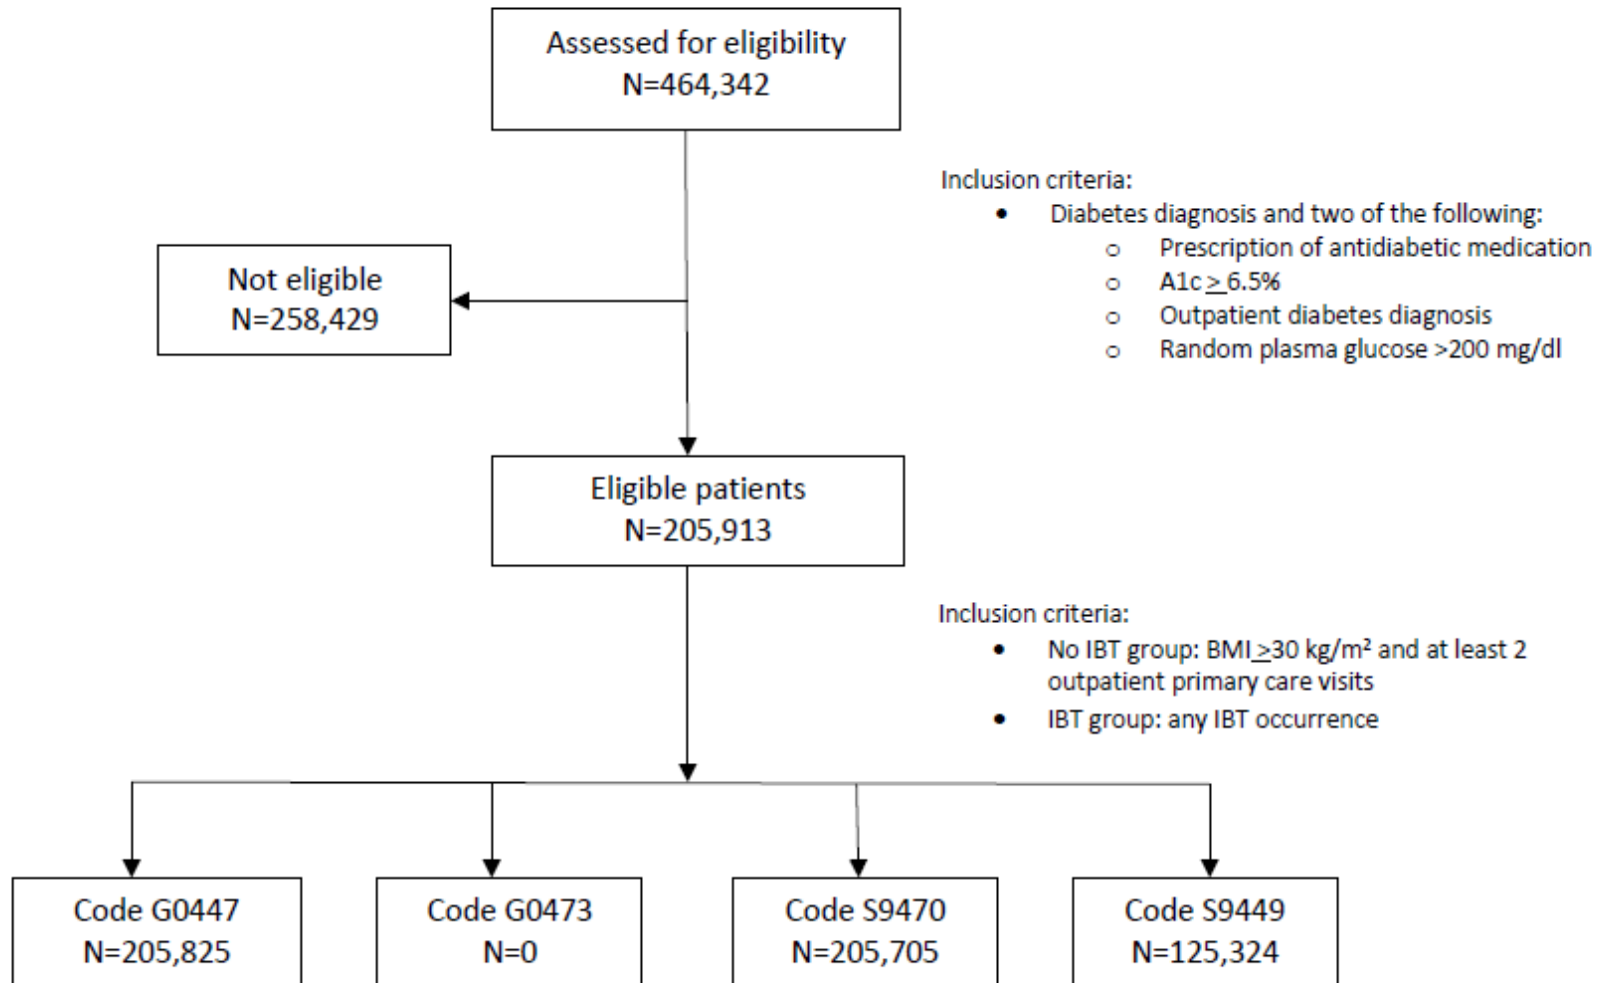 Assessed for eligibility
N=464,342
Inclusion criteria:
• Diabetes diagnosis and two of the following:
o Prescription of antidiabetic medication
o A1c ≥ 6.5%
o Outpatient diabetes diagnosis
o Random plasma glucose >200 mg/dl
Not eligible
N=258,429
Eligible patients
N=205,913
Inclusion criteria:
• No IBT group: BMI ≥30 kg/m² and at least 2
outpatient primary care visits
• IBT group: any IBT occurrence
Code G0447
N=205,825
Code G0473
N=0
Code S9470
N=205,705
Code S9449
N=125,324